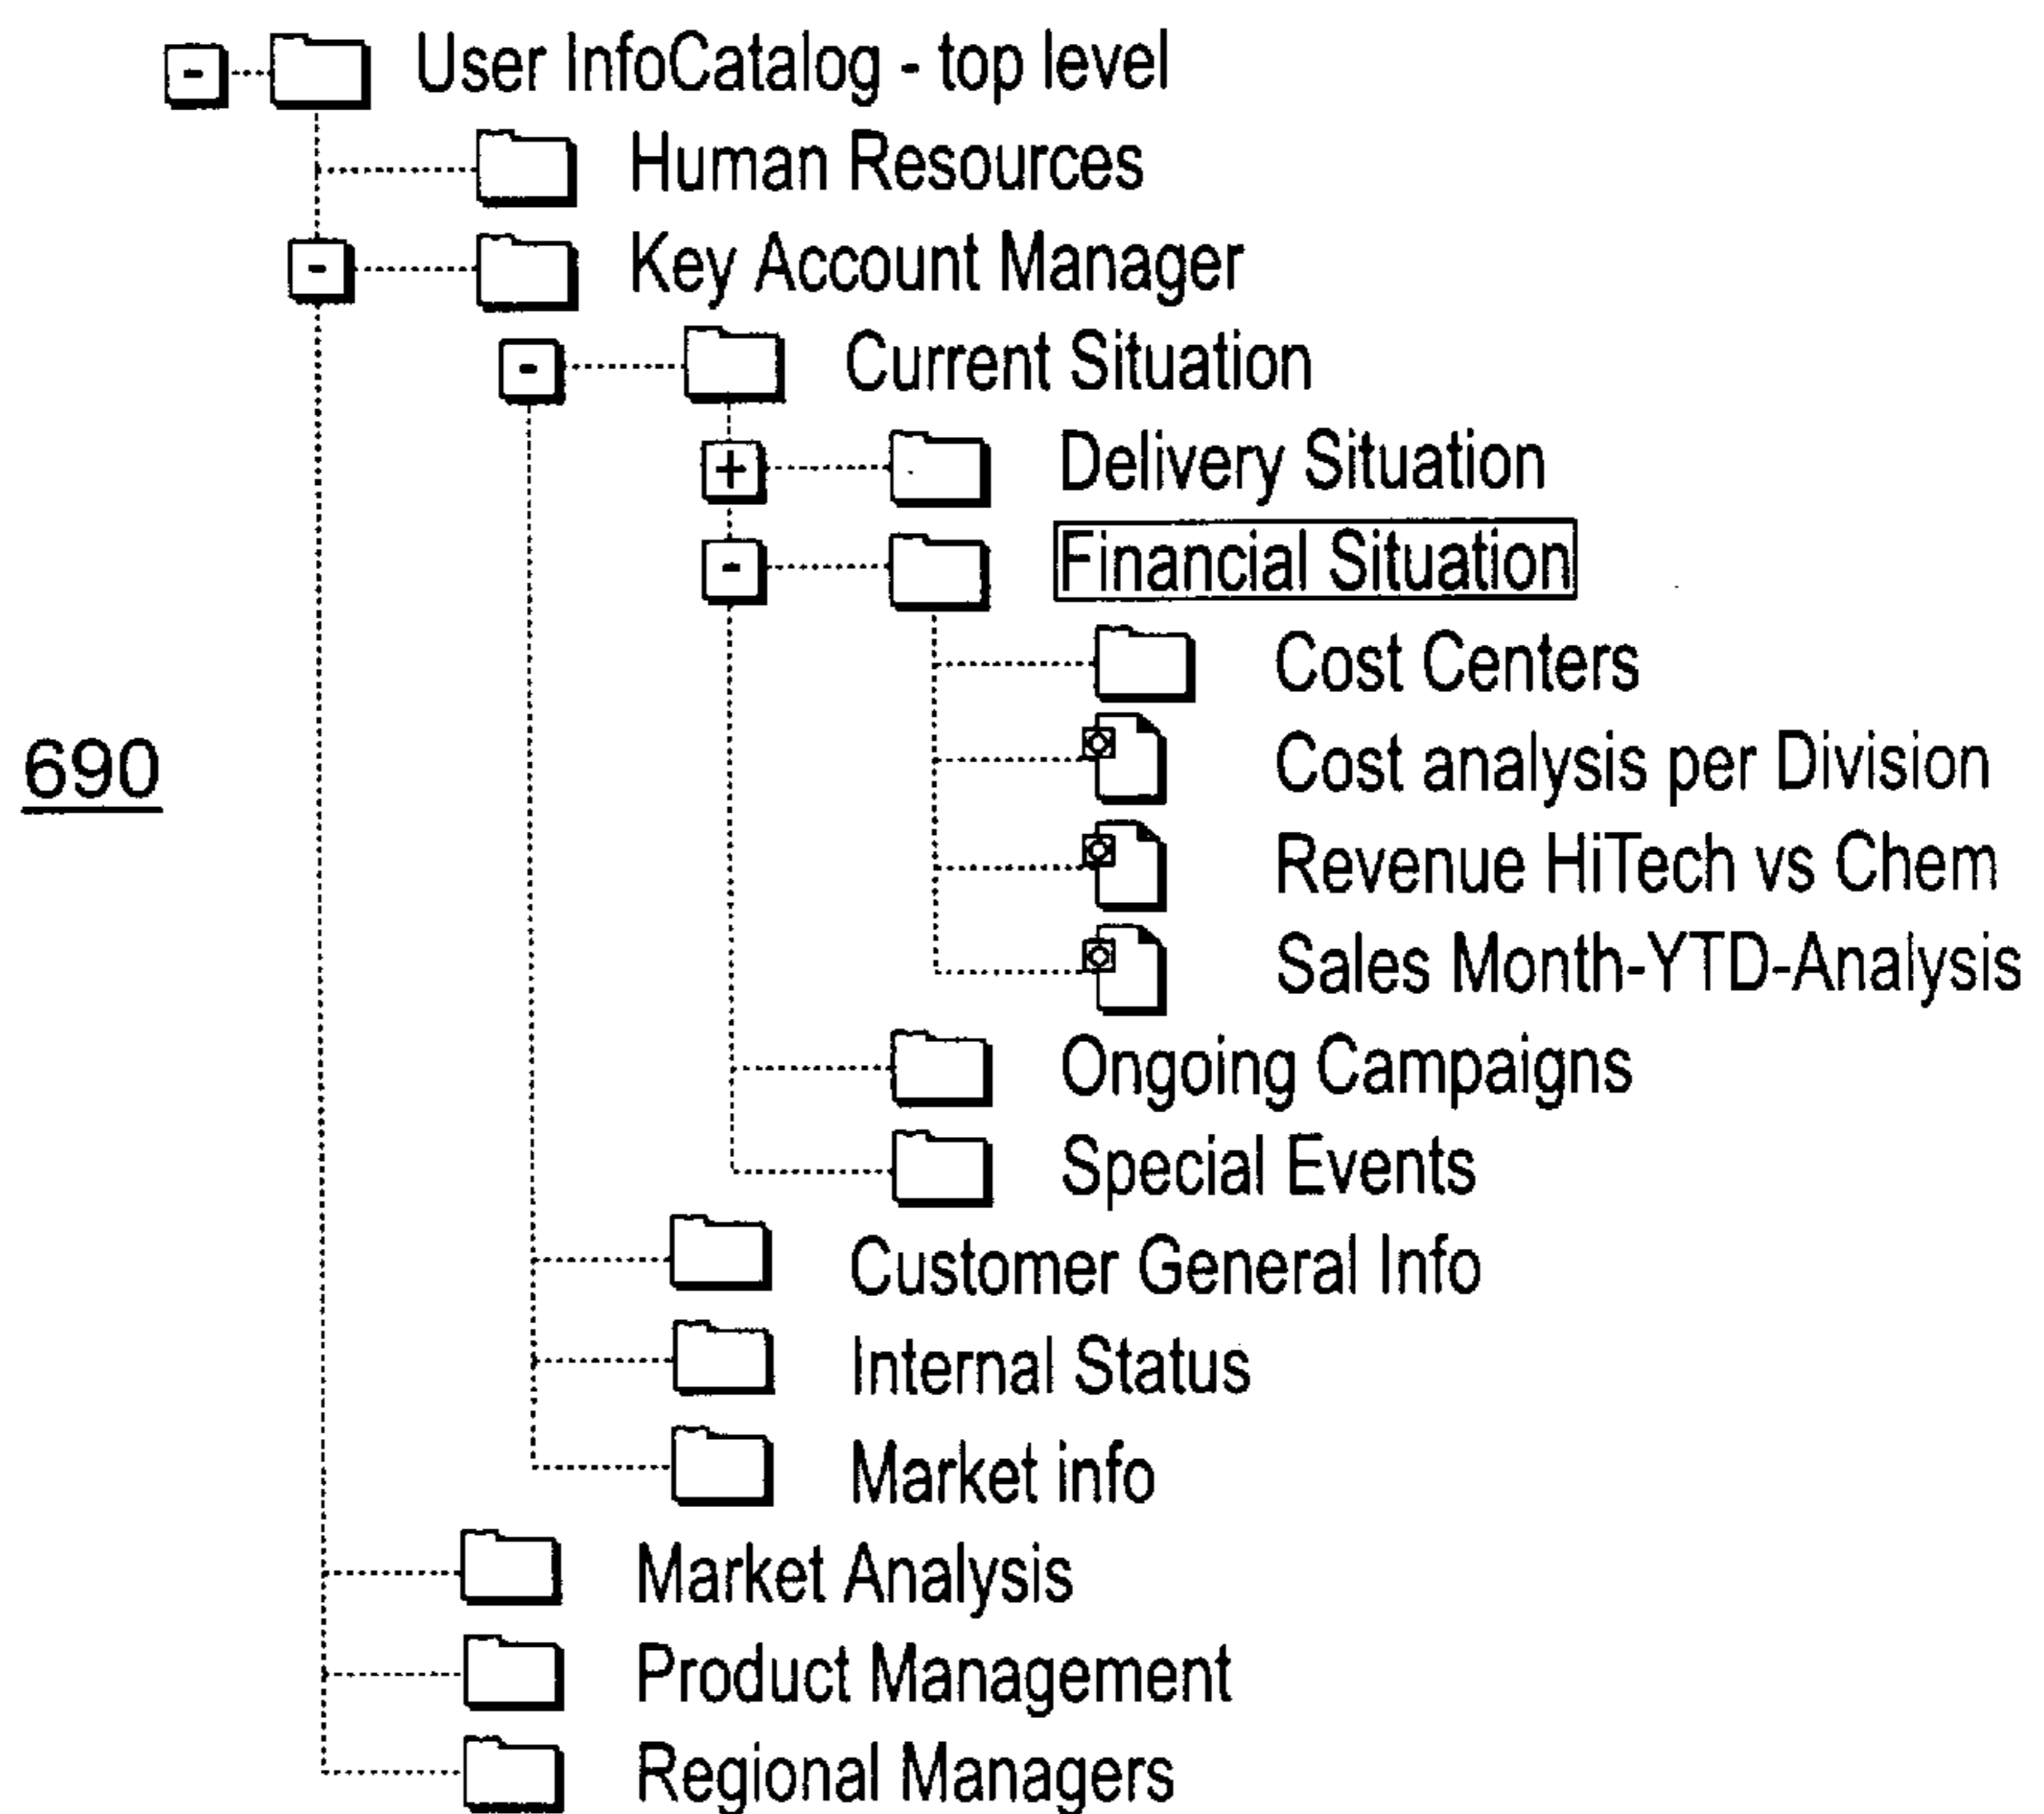 User InfoCatalog - top level
Human Resources
Key Account Manager
Current Situation
Delivery Situation
Financial Situation
Cost Centers
690
Cost analysis per Division
Revenue HiTech vs Chem
Sales Month-YTD-Analysis
Ongoing Campaigns
Special Events
Customer General Info
Internal Status
Market info
Market Analysis
Product Management
Regional Managers